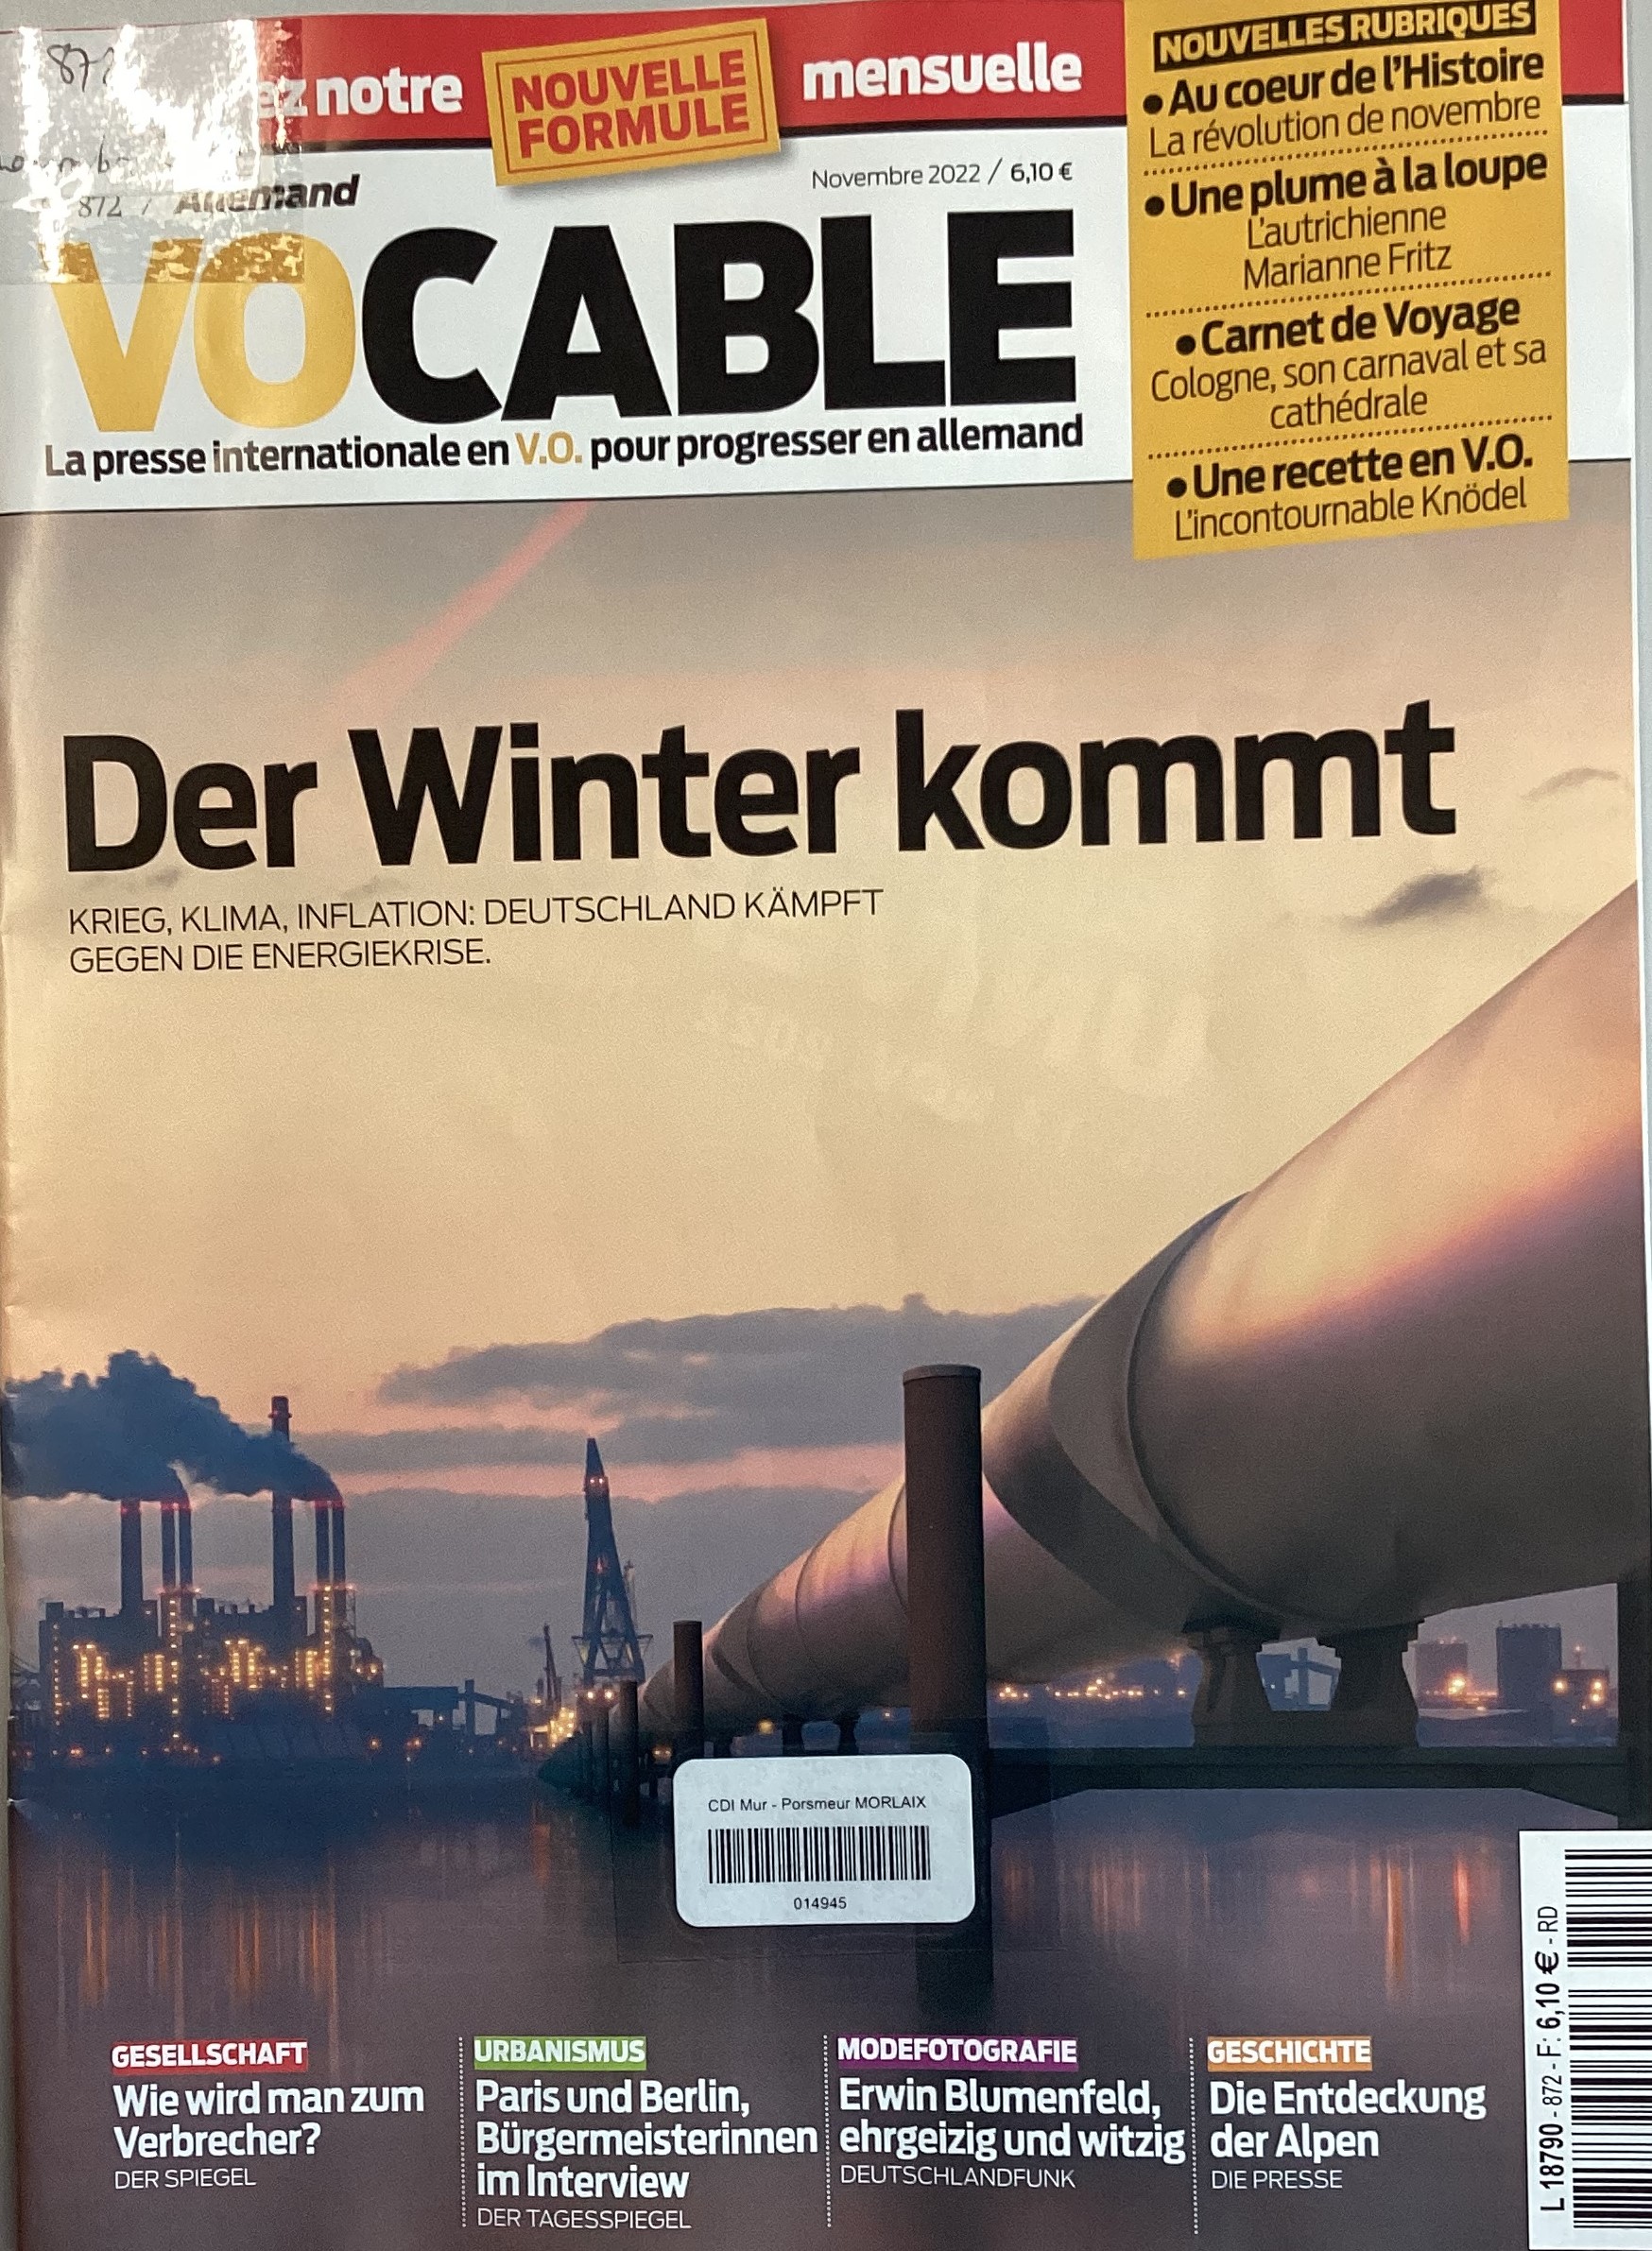 87
notre
NOUVELLE
FORMULE
mensuelle
872 / Allemand
Novembre 2022 / 6,10 €
VOCABLE
La presse internationale en V.O. pour progresser en allemand
NOUVELLES RUBRIQUES
• Au coeur de l'Histoire
La révolution de novembre
• Une plume à la loupe
L'autrichienne
Marianne Fritz
• Carnet de Voyage
Cologne, son carnaval et sa
cathédrale
• Une recette en V.O.
L'incontournable Knödel
Der Winter kommt
KRIEG, KLIMA, INFLATION: DEUTSCHLAND KÄMPFT
GEGEN DIE ENERGIEKRISE.
CDI Mur - Porsmeur MORLAIX
014945
GESELLSCHAFT
Wie wird man zum
Verbrecher?
DER SPIEGEL
URBANISMUS
Paris und Berlin,
Bürgermeisterinnen
im Interview
DER TAGESSPIEGEL
MODEFOTOGRAFIE
Erwin Blumenfeld,
ehrgeizig und witzig
DEUTSCHLANDFUNK
GESCHICHTE
Die Entdeckung
der Alpen
DIE PRESSE
L 18790 - 872 - F: 6,10 € - RD